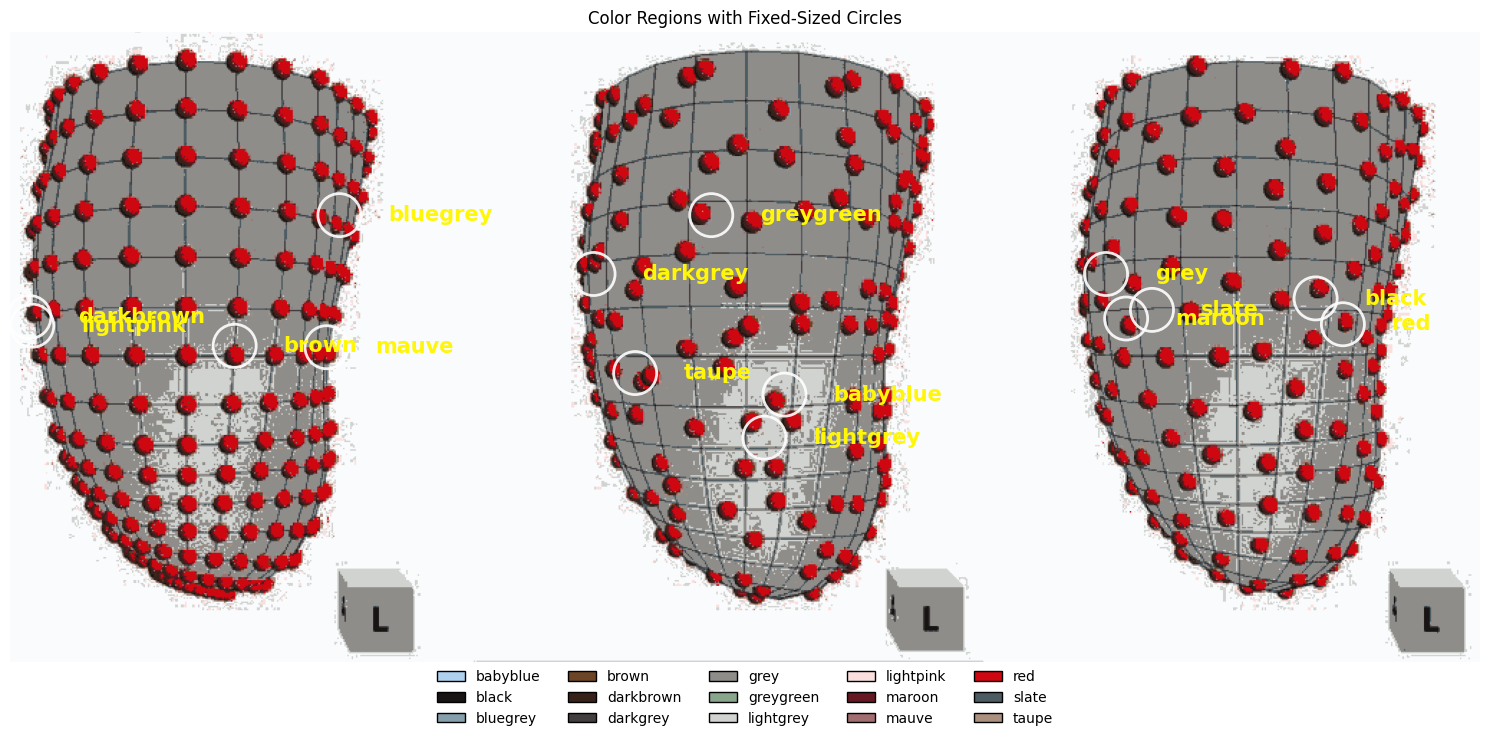 Color Regions with Fixed-Sized Circles
bluegrey
greygreen
darkgrey
grey
darkbrown
lightpink
slate
maroon
black
red
brown
mauve
taupe
babyblue
lightgrey
L
L
L
babyblue
brown
grey
lightpink
red
black
darkbrown
greygreen
maroon
slate
bluegrey
darkgrey
lightgrey
mauve
taupe